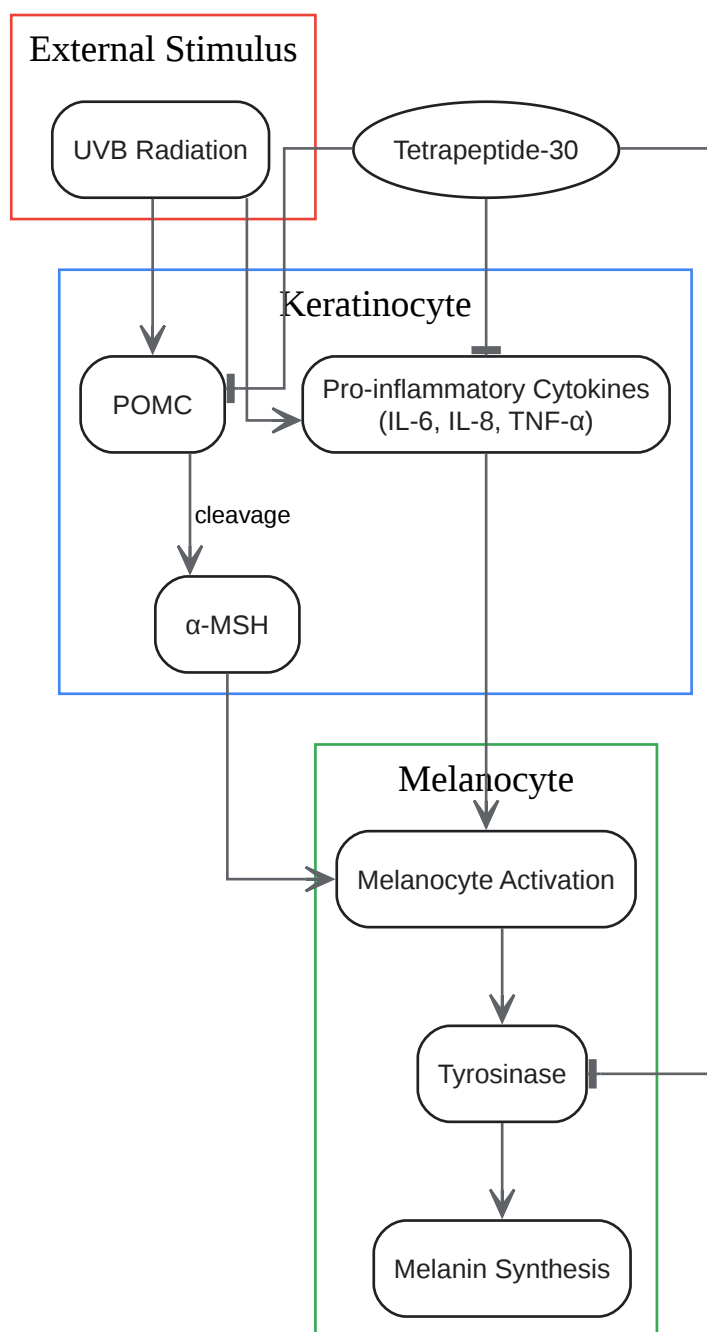 External Stimulus
UVB Radiation
Tetrapeptide-30
Keratinocyte
POMC
Pro-inflammatory Cytokines
(IL-6, IL-8, TNF-α)
cleavage
α-MSH
Melanocyte
Melanocyte Activation
Tyrosinase
Melanin Synthesis